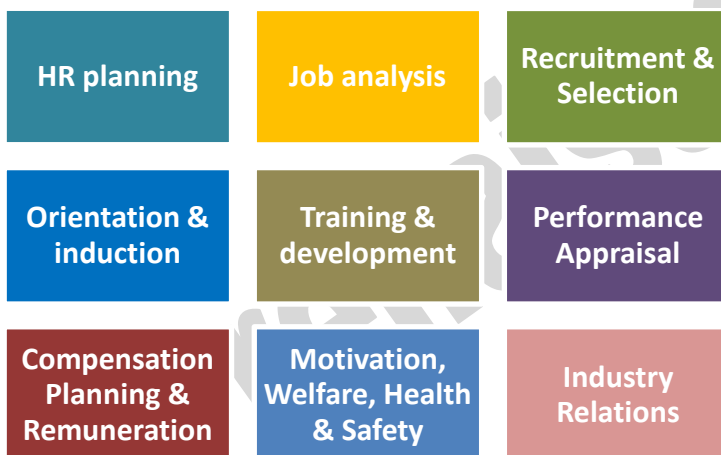 HR planning
Job analysis
Recruitment &
Selection
Orientation &
induction
Training &
development
Performance
Appraisal
Compensation
Planning &
Remuneration
Motivation,
Welfare, Health
& Safety
Industry
Relations